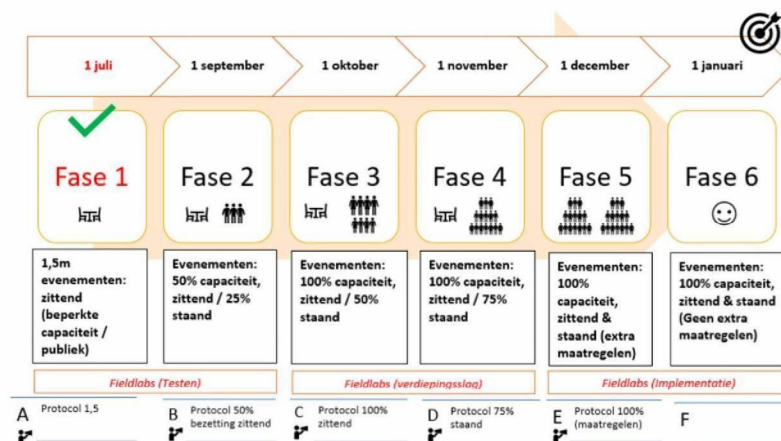 1 juli
1 september
1 oktober
1 november
1 december
1 januari
Fase 1
Fase 2
Fase 3
Fase 4
Fase 5
Fase 6
1,5m
evenementen:
zittend
(beperkte
capaciteit /
publiek)
Evenementen:
50% capaciteit,
zittend / 25%
staand
Evenementen:
100% capaciteit,
zittend / 50%
staand
Evenementen:
100% capaciteit,
zittend / 75%
staand
Evenementen:
100%
capaciteit,
zittend &
staand (extra
maatregelen)
Evenementen:
100% capaciteit,
zittend & staand
(Geen extra
maatregelen)
Fieldlabs (Testen)
Fieldlabs (verdiepingsslag)
Fieldlabs (Implementatie)
A Protocol 1,5
B Protocol 50%
bezetting zittend
C Protocol 100%
zittend
D Protocol 75%
staand
E Protocol 100%
(maatregelen)
F